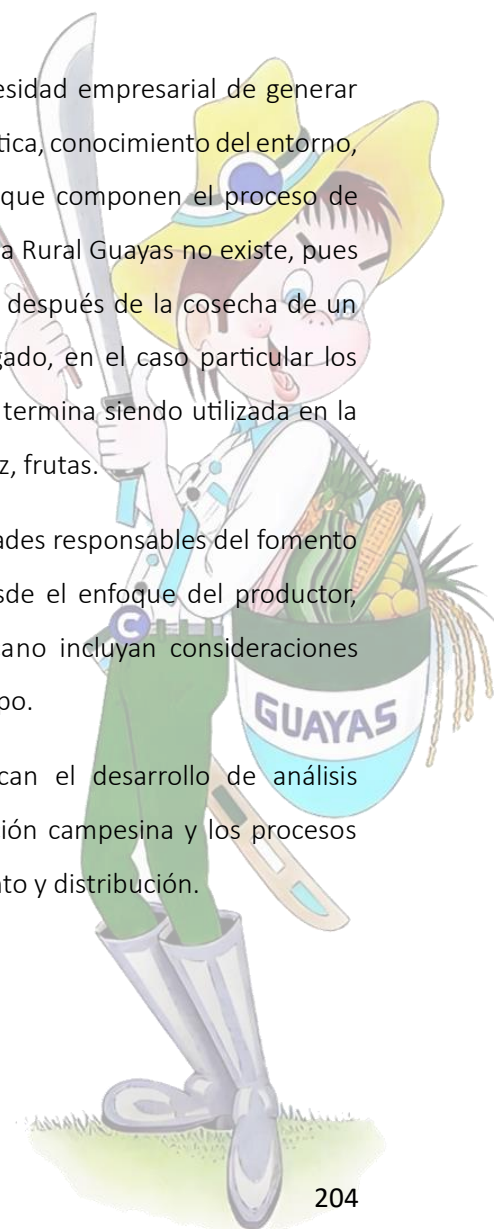 esidad empresarial de generar
tica, conocimiento del entorno,
que componen el proceso de
a Rural Guayas no existe, pues
después de la cosecha de un
gado, en el caso particular los
termina siendo utilizada en la
z, frutas.
ades responsables del fomento
sde el enfoque del productor,
ano incluyan consideraciones
po.
C
GUAYAS
can el desarrollo de análisis
ión campesina y los procesos
nto y distribución.
204